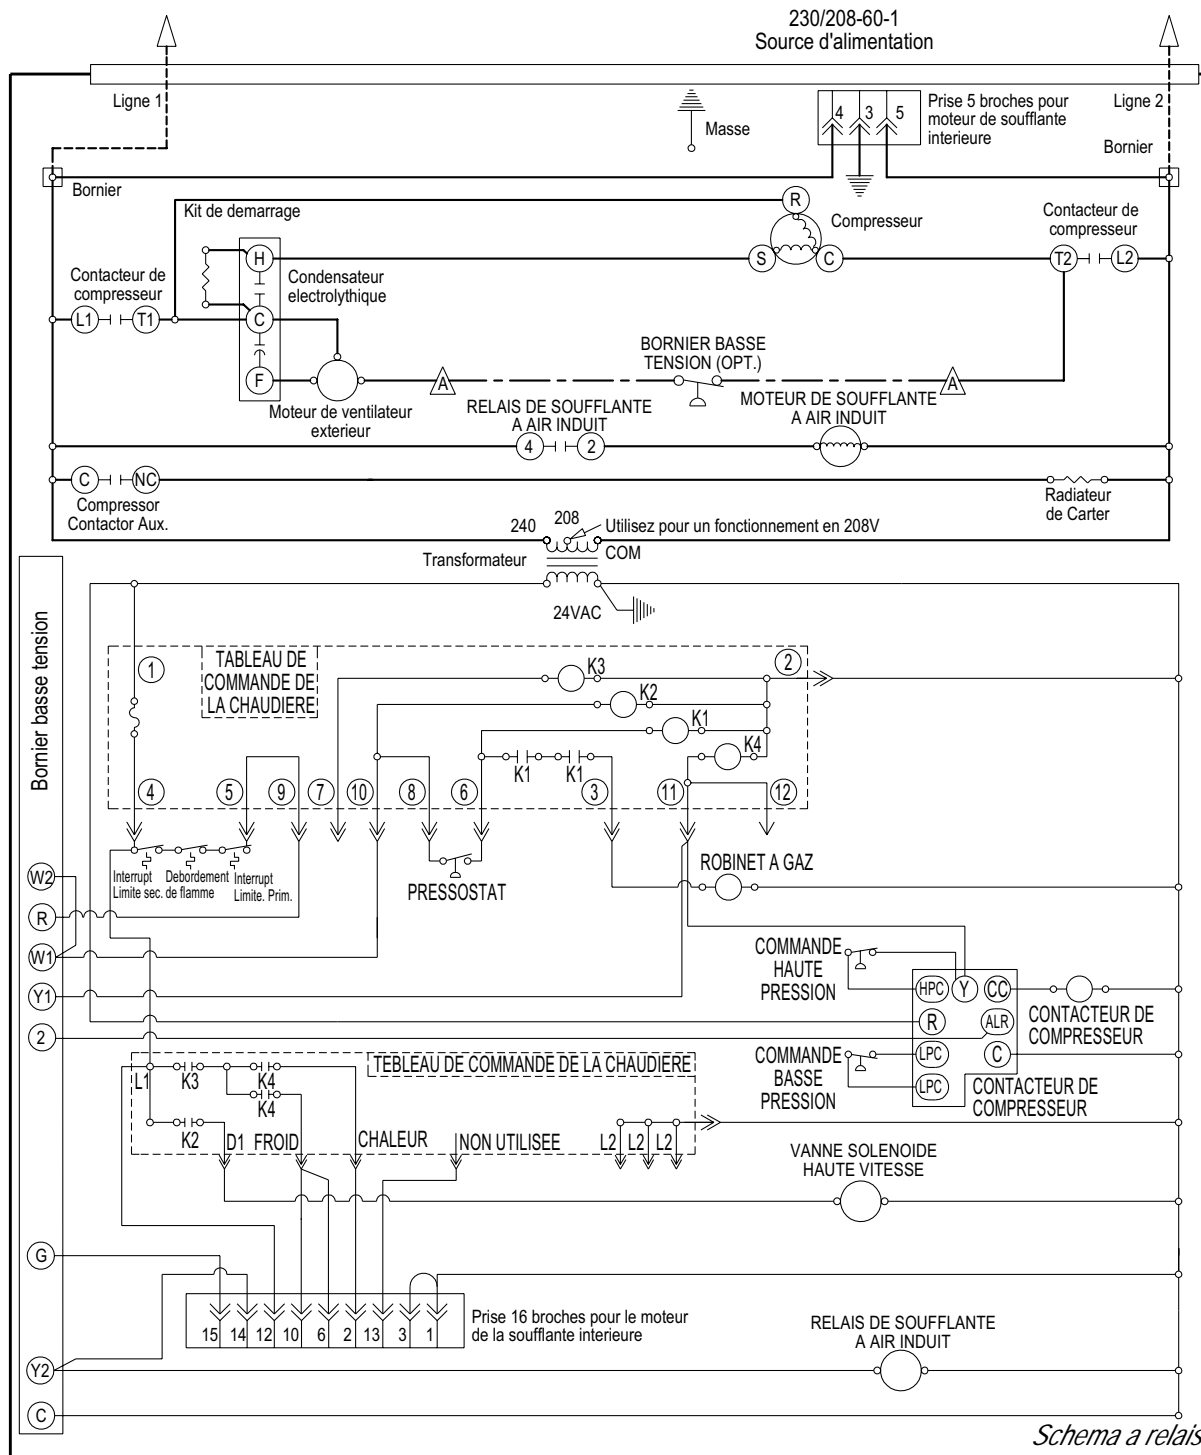 230/208-60-1
Source d'alimentation
Ligne 1
Masse
4 3 5
Prise 5 broches pour
moteur de soufflante
interieure
Ligne 2
Bornier
Bornier
Kit de demarrage
R
Compresseur
Contacteur de
compresseur
H
S
C
T2
L2
Contacteur de
compresseur
Condensateur
electrolythique
L1
T1
C
BORNIER BASSE
TENSION (OPT.)
F
A
A
Moteur de ventilateur
exterieur
RELAIS DE SOUFFLANTE
A AIR INDUIT
MOTEUR DE SOUFFLANTE
A AIR INDUIT
4
2
C
NC
Compressor
Contactor Aux.
Radiateur
de Carter
240
208
Utilisez pour un fonctionnement en 208V
Transformateur
COM
24VAC
Bornier basse tension
1
TABLEAU DE
COMMANDE DE
LA CHAUDIERE
K3
2
K2
K1
K4
K1
K1
4
5
9
7
10
8
6
3
11
12
Interrupt
Limite sec.
Debordement
de flamme
Interrupt
Limite. Prim.
PRESSOSTAT
ROBINET A GAZ
W2
R
W1
Y1
2
COMMANDE
HAUTE
PRESSION
HPC
Y
CC
R
ALR
CONTACTEUR DE
COMPRESSEUR
COMMANDE
BASSE
PRESSION
LPC
C
LPC
CONTACTEUR DE
COMPRESSEUR
TEBLEAU DE COMMANDE DE LA CHAUDIERE
L1
K3
K4
K4
K2
D1
FROID
CHALEUR
NON UTILISEE
L2
L2
L2
VANNE SOLENOIDE
HAUTE VITESSE
G
15 14 12 10 6 2 13 3 1
Prise 16 broches pour le moteur
de la soufflante interieure
RELAIS DE SOUFFLANTE
A AIR INDUIT
Y2
C
Schema a relais